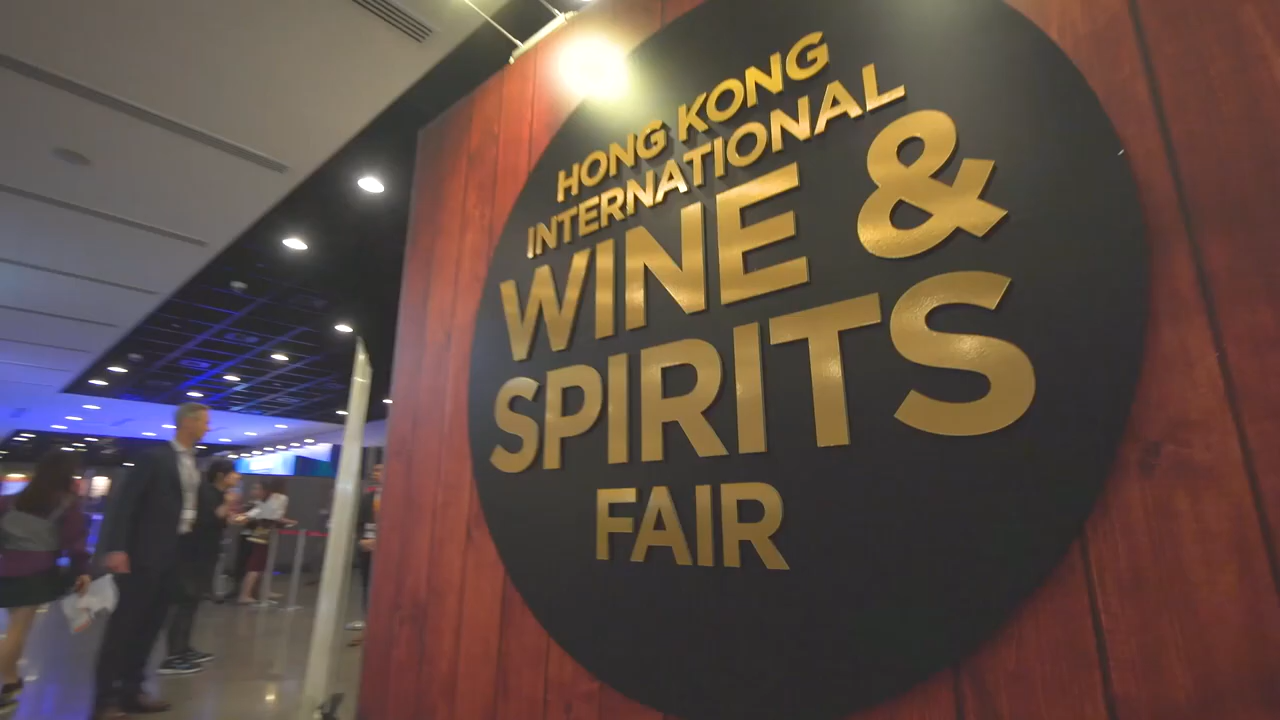 HONG KONG
INTERNATIONAL
WINE &
SPIRITS
FAIR